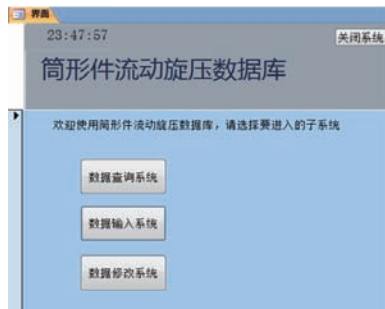 界面
23:47:57
关闭系统
筒形件流动旋压数据库
欢迎使用筒形件流动旋压数据库，请选择要进入的子系统
数据查询系统
数据输入系统
数据修改系统